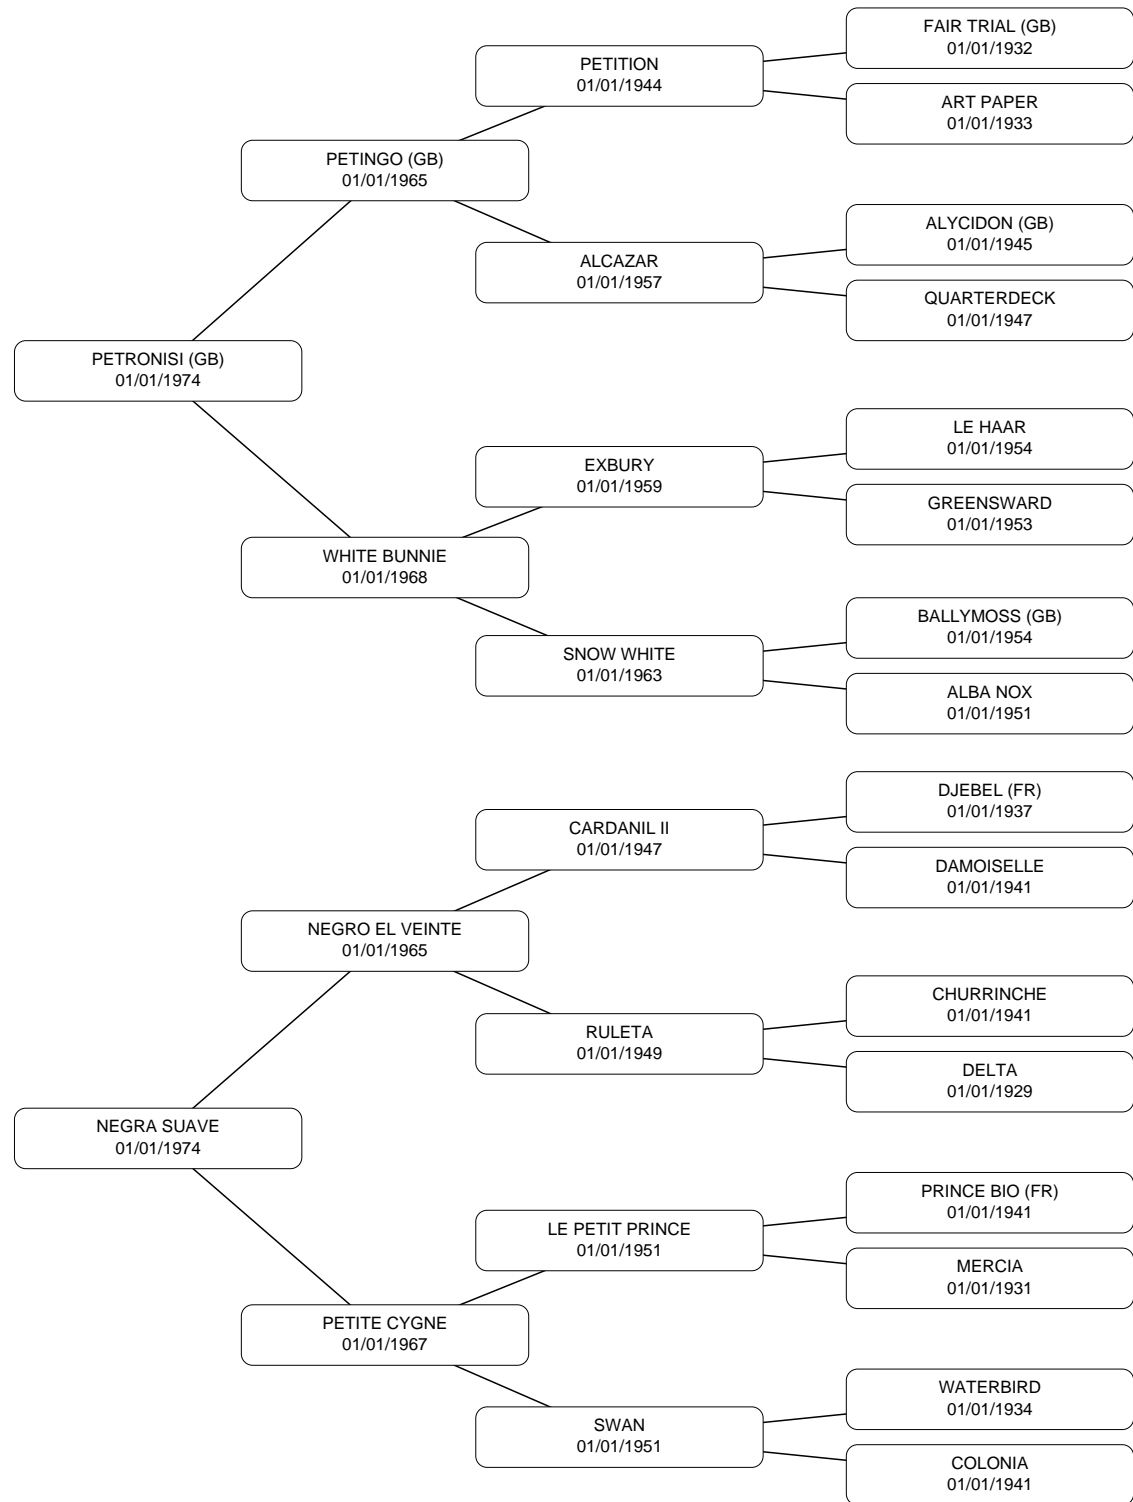 FAIR TRIAL (GB)
01/01/1932
PETITION
01/01/1944
ART PAPER
01/01/1933
PETINGO (GB)
01/01/1965
ALYCIDON (GB)
01/01/1945
ALCAZAR
01/01/1957
QUARTERDECK
01/01/1947
PETRONISI (GB)
01/01/1974
LE HAAR
01/01/1954
EXBURY
01/01/1959
GREENSWARD
01/01/1953
WHITE BUNNIE
01/01/1968
BALLYMOSS (GB)
01/01/1954
SNOW WHITE
01/01/1963
ALBA NOX
01/01/1951
DJEBEL (FR)
01/01/1937
CARDANIL II
01/01/1947
DAMOISELLE
01/01/1941
NEGRO EL VEINTE
01/01/1965
CHURRINCHE
01/01/1941
RULETA
01/01/1949
DELTA
01/01/1929
NEGRA SUAVE
01/01/1974
PRINCE BIO (FR)
01/01/1941
LE PETIT PRINCE
01/01/1951
MERCIA
01/01/1931
PETITE CYGNE
01/01/1967
WATERBIRD
01/01/1934
SWAN
01/01/1951
COLONIA
01/01/1941